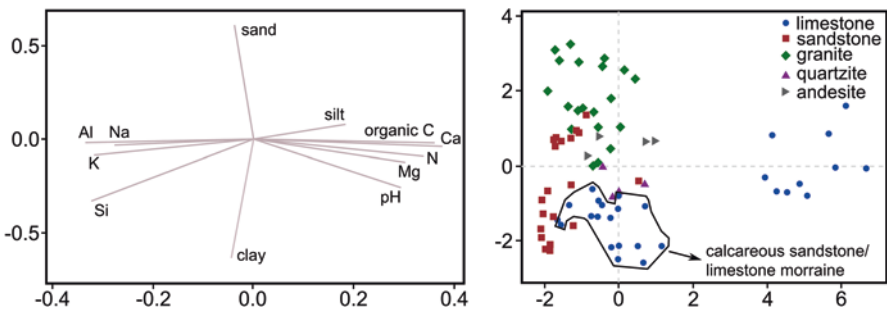 0.5
0.0
-0.5
-0.4
-0.2
0.0
0.2
0.4
sand
silt
organic C
Ca
Al
Na
K
N
Mg
pH
Si
clay
4
2
0
-2
-2
0
2
4
6
limestone
sandstone
granite
quartzite
andesite
calcareous sandstone/
limestone morraine